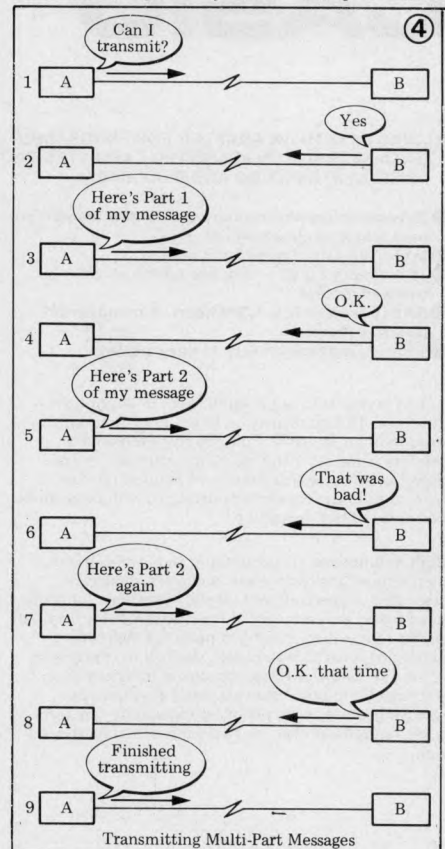 ④
Can I
transmit?
1 A B
Yes
2 A B
Here's Part 1
of my message
3 A B
O.K.
4 A B
Here's Part 2
of my message
5 A B
That was
bad!
6 A B
Here's Part 2
again
7 A B
O.K. that time
8 A B
Finished
transmitting
9 A B
Transmitting Multi-Part Messages